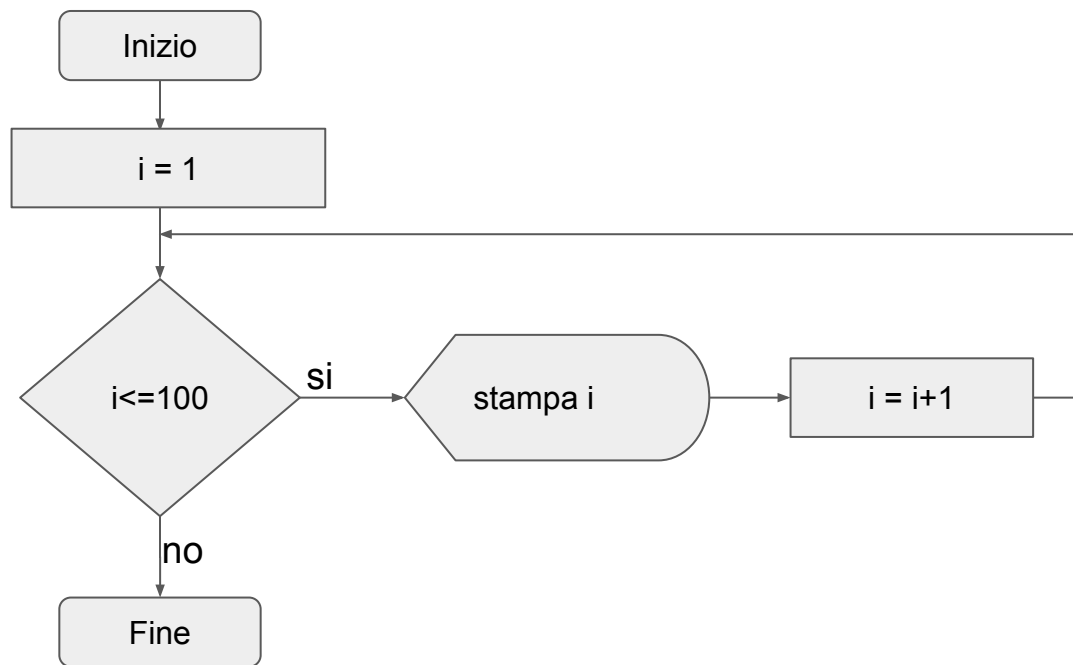 Inizio
i = 1
i<=100
si
stampa i
i = i+1
no
Fine